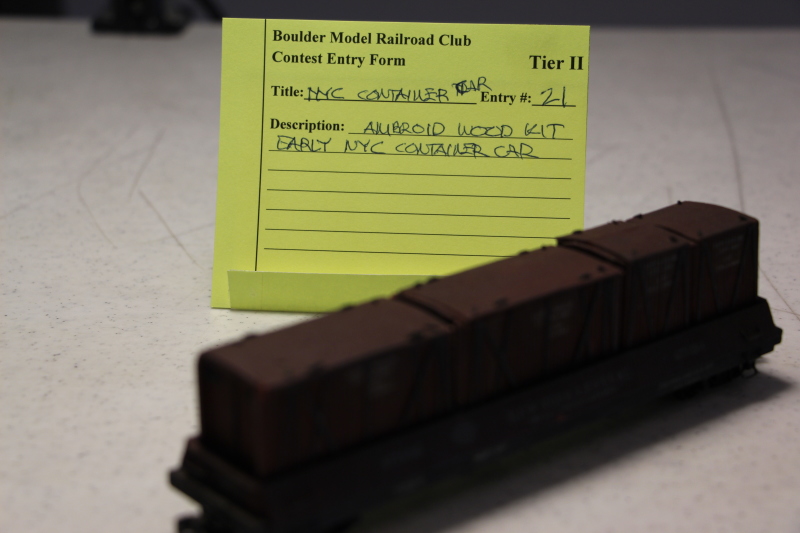 Boulder Model Railroad Club
Contest Entry Form Tier II
Title: NYC CONTAINER CAR Entry #: 21
Description: AMBROID WOOD KIT
EARLY NYC CONTAINER CAR